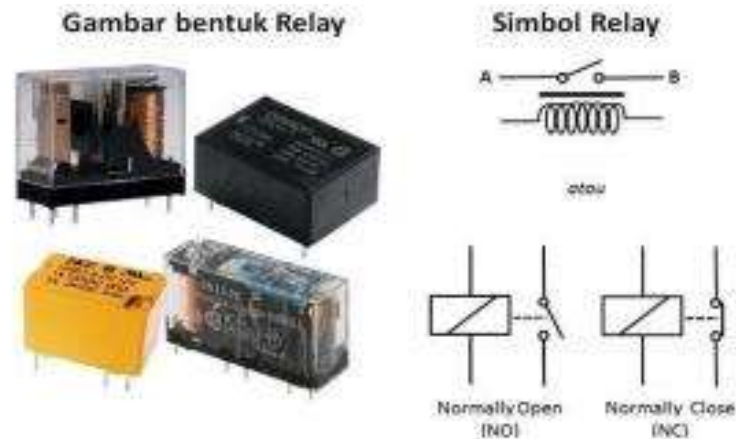 Gambar bentuk Relay
Simbol Relay
A
B
atau
Normally Open
(NO)
Normally Close
(NC)